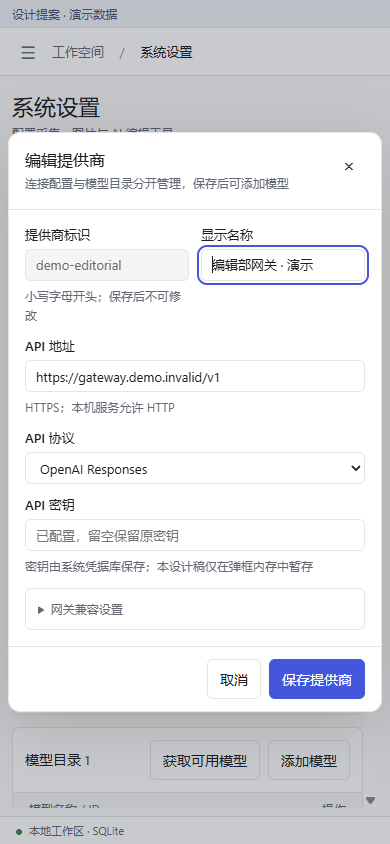 设计提案 · 演示数据
☰ 工作空间 / 系统设置
系统设置
编辑提供商
×
连接配置与模型目录分开管理，保存后可添加模型
提供商标识
显示名称
demo-editorial
编辑部网关 · 演示
小写字母开头；保存后不可修
改
API 地址
https://gateway.demo.invalid/v1
HTTPS；本机服务允许 HTTP
API 协议
OpenAI Responses
API 密钥
已配置，留空保留原密钥
密钥由系统凭据库保存；本设计稿仅在弹框内存中暂存
▶ 网关兼容设置
取消
保存提供商
模型目录 1
获取可用模型
添加模型
本地工作区 · SQLite